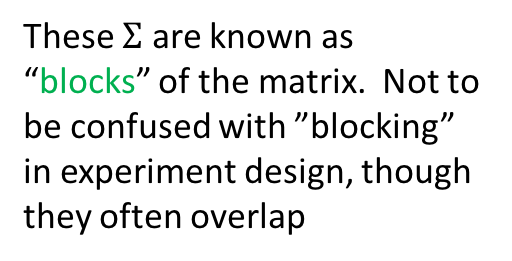 These Σ are known as
“blocks” of the matrix.  Not to
be confused with ”blocking”
in experiment design, though
they often overlap